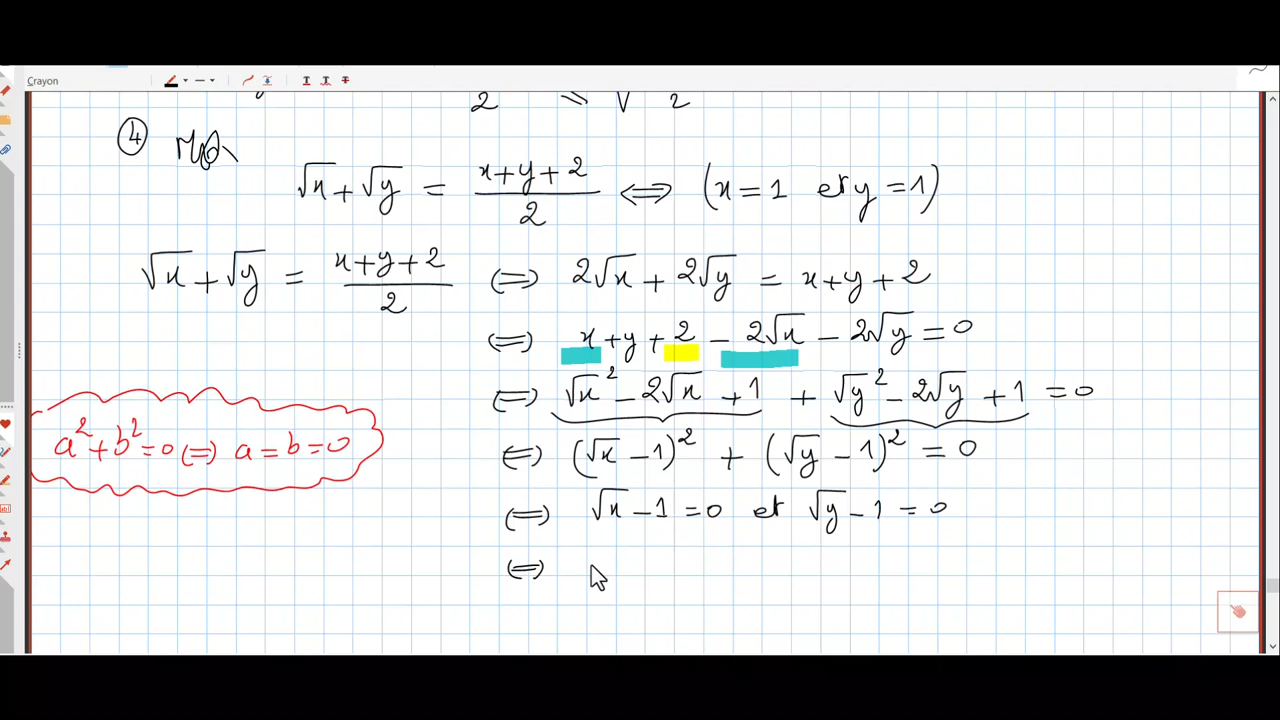 Crayon
2 ⩽ √ 2
④ Mq
√x + √y = (x+y+2)/2 ⟺ (x=1 et y=1)
√x + √y = (x+y+2)/2 ⟺ 2√x + 2√y = x+y+2
⟺ x+y+2 - 2√x - 2√y = 0
⟺ √x² - 2√x + 1 + √y² - 2√y + 1 = 0
a²+b²=0 ⟺ a=b=0
⟺ (√x - 1)² + (√y - 1)² = 0
⟺ √x - 1 = 0 et √y - 1 = 0
⟺